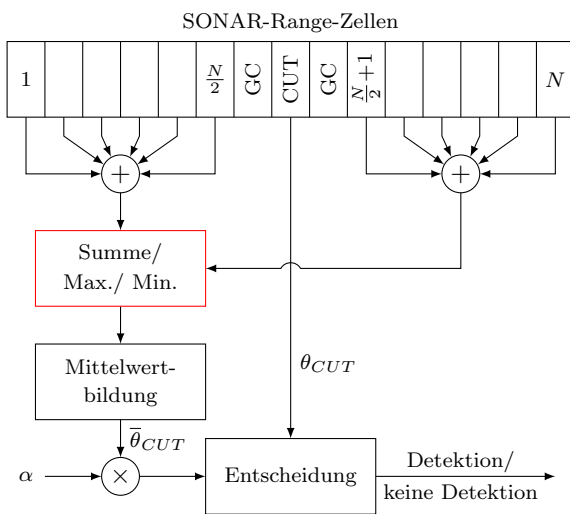 SONAR-Range-Zellen
1
N/2
GC
CUT
GC
N/2 + 1
N
+
+
Summe/
Max./ Min.
Mittelwert-
bildung
θ_CUT
θ̅_CUT
α
×
Entscheidung
Detektion/
keine Detektion